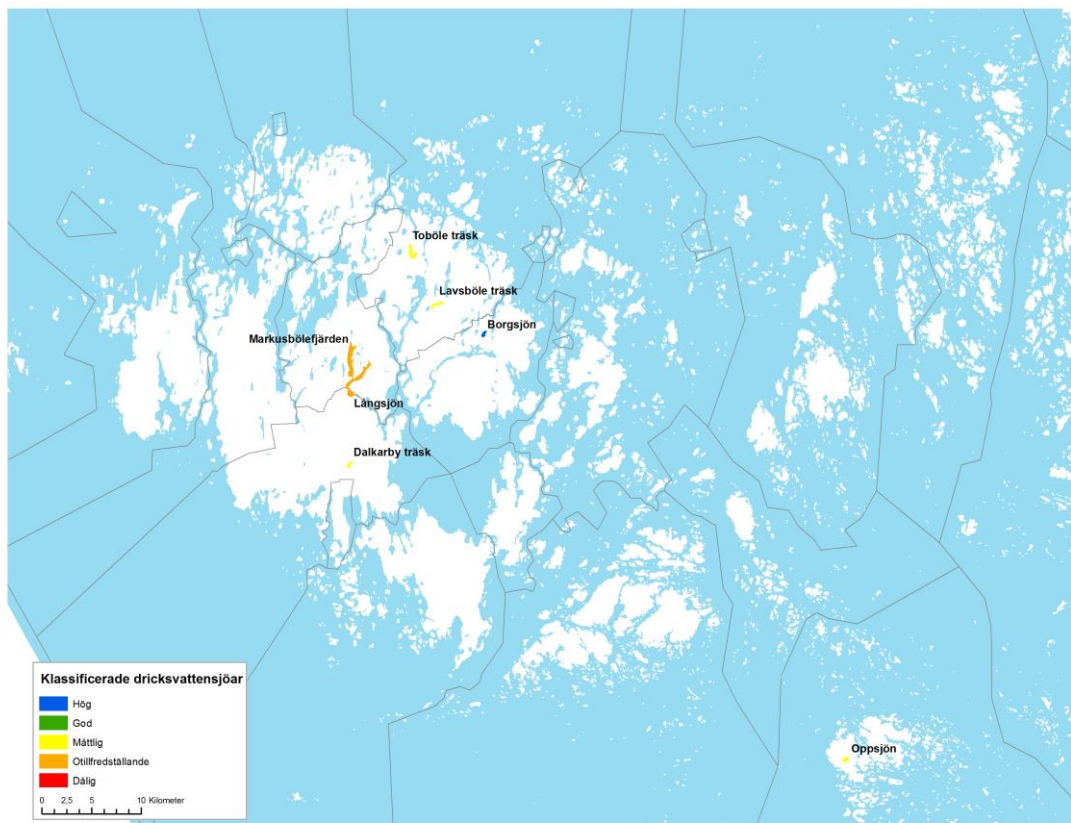 Toböle träsk
Lavsböle träsk
Borgsjön
Markusbölefjärden
Långsjön
Dalkarby träsk
Oppsjön
Klassificerade dricksvattensjöar
Hög
God
Måttlig
Otillfredställande
Dålig
0 2,5 5 10 Kilometer